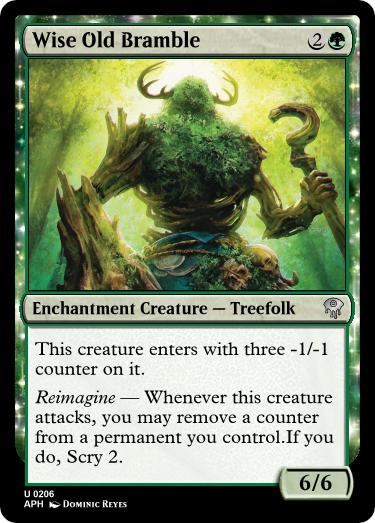 Wise Old Bramble 2
Enchantment Creature — Treefolk
This creature enters with three -1/-1
counter on it.
Reimagine — Whenever this creature
attacks, you may remove a counter
from a permanent you control.If you
do, Scry 2.
6/6
U 0206
APH Dominic Reyes